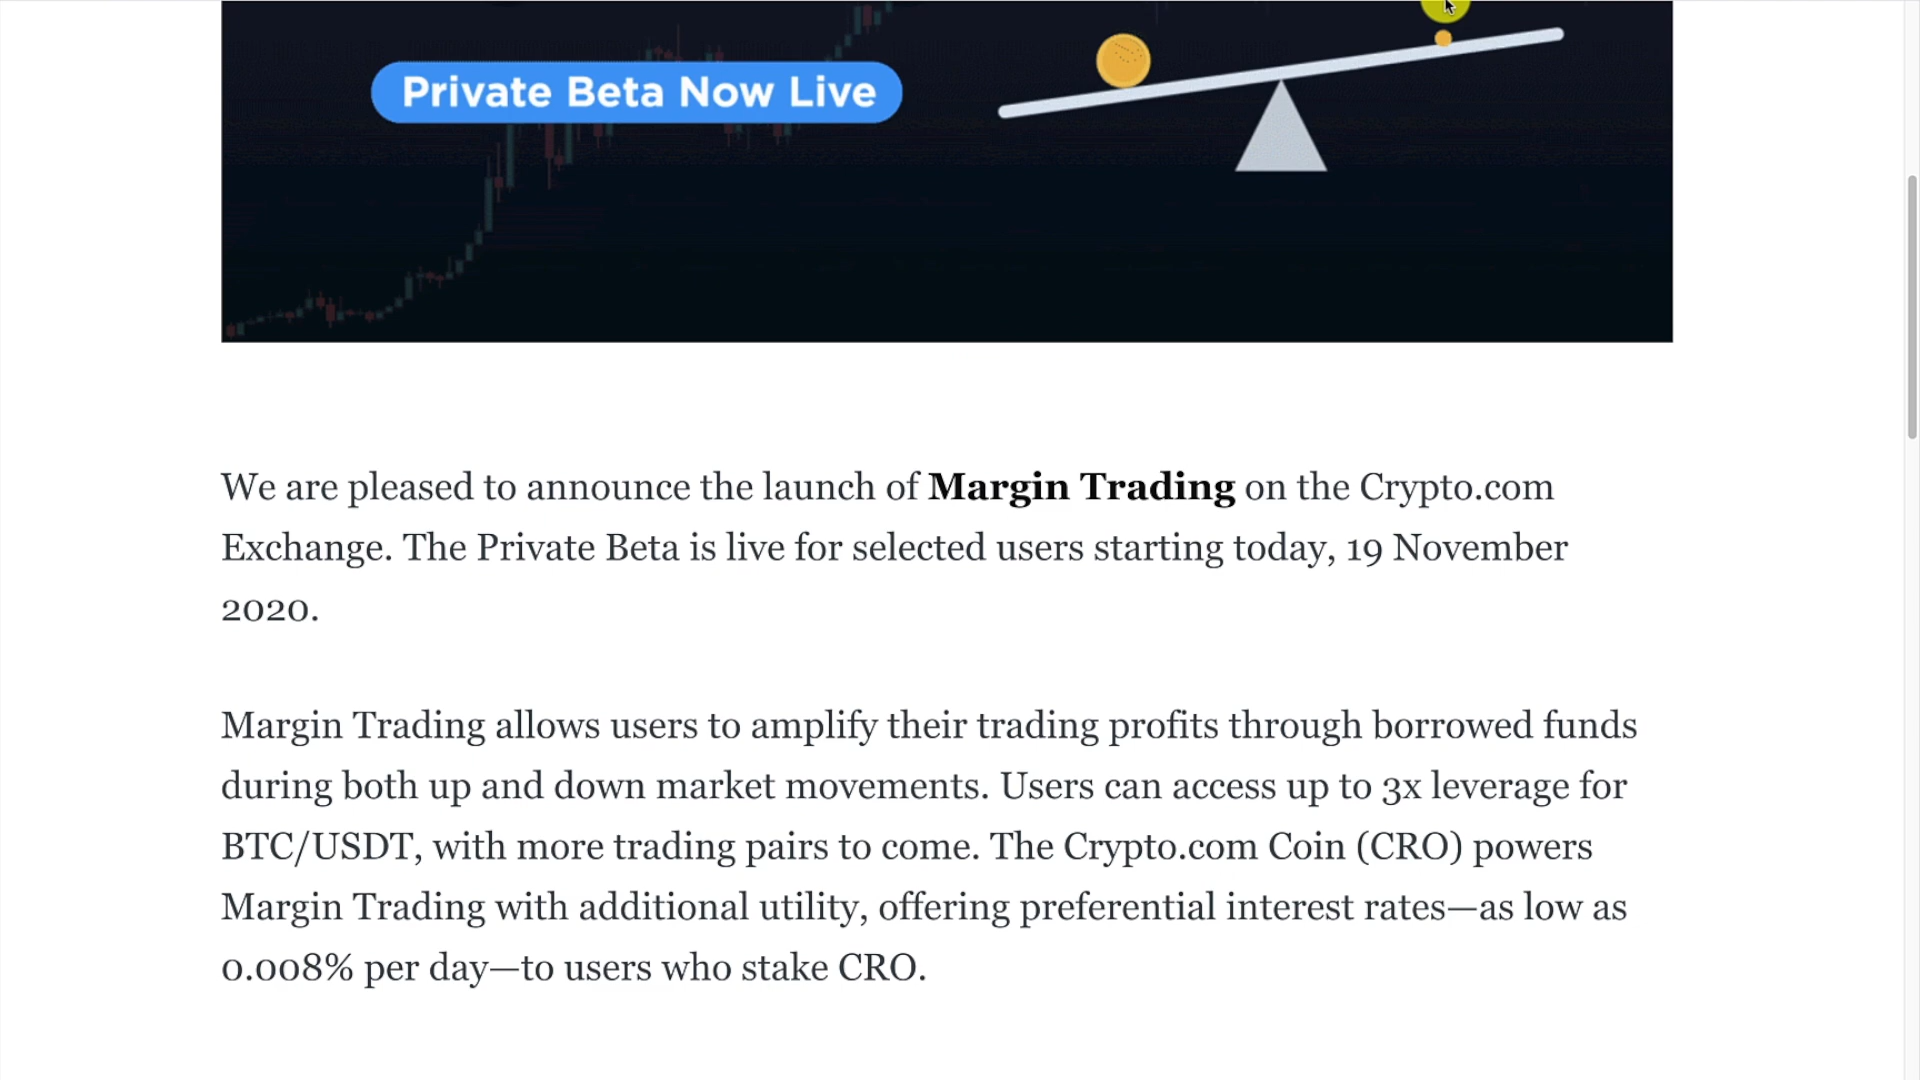 Private Beta Now Live
We are pleased to announce the launch of Margin Trading on the Crypto.com
Exchange. The Private Beta is live for selected users starting today, 19 November
2020.
Margin Trading allows users to amplify their trading profits through borrowed funds
during both up and down market movements. Users can access up to 3x leverage for
BTC/USDT, with more trading pairs to come. The Crypto.com Coin (CRO) powers
Margin Trading with additional utility, offering preferential interest rates—as low as
0.008% per day—to users who stake CRO.